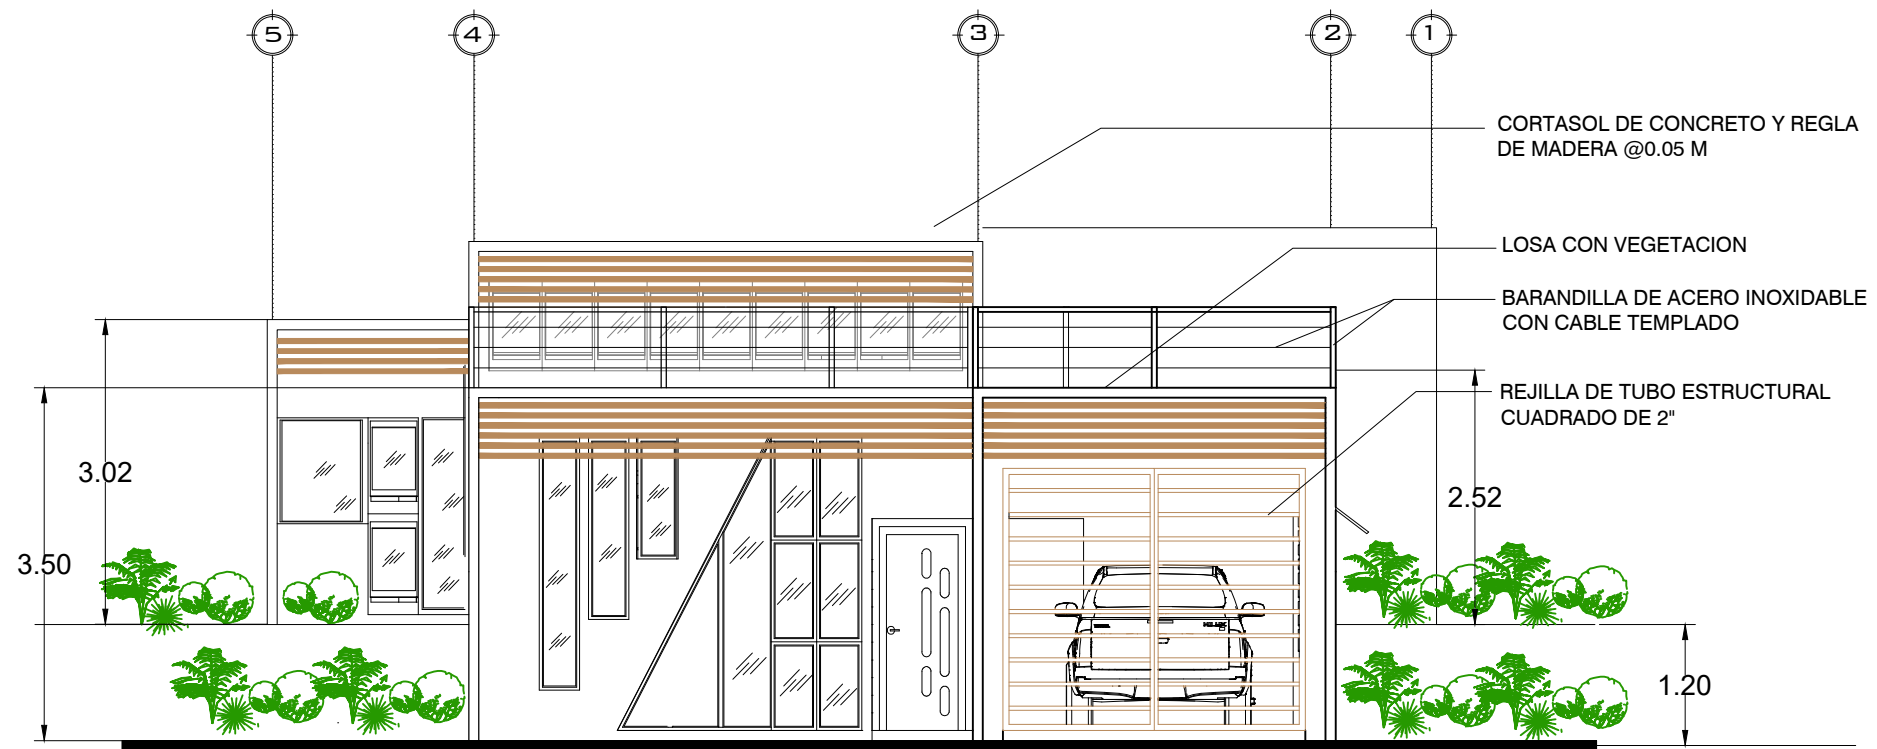 5 4 3 2 1
CORTASOL DE CONCRETO Y REGLA
DE MADERA @0.05 M
LOSA CON VEGETACION
BARANDILLA DE ACERO INOXIDABLE
CON CABLE TEMPLADO
REJILLA DE TUBO ESTRUCTURAL
CUADRADO DE 2"
3.02
2.52
3.50
1.20